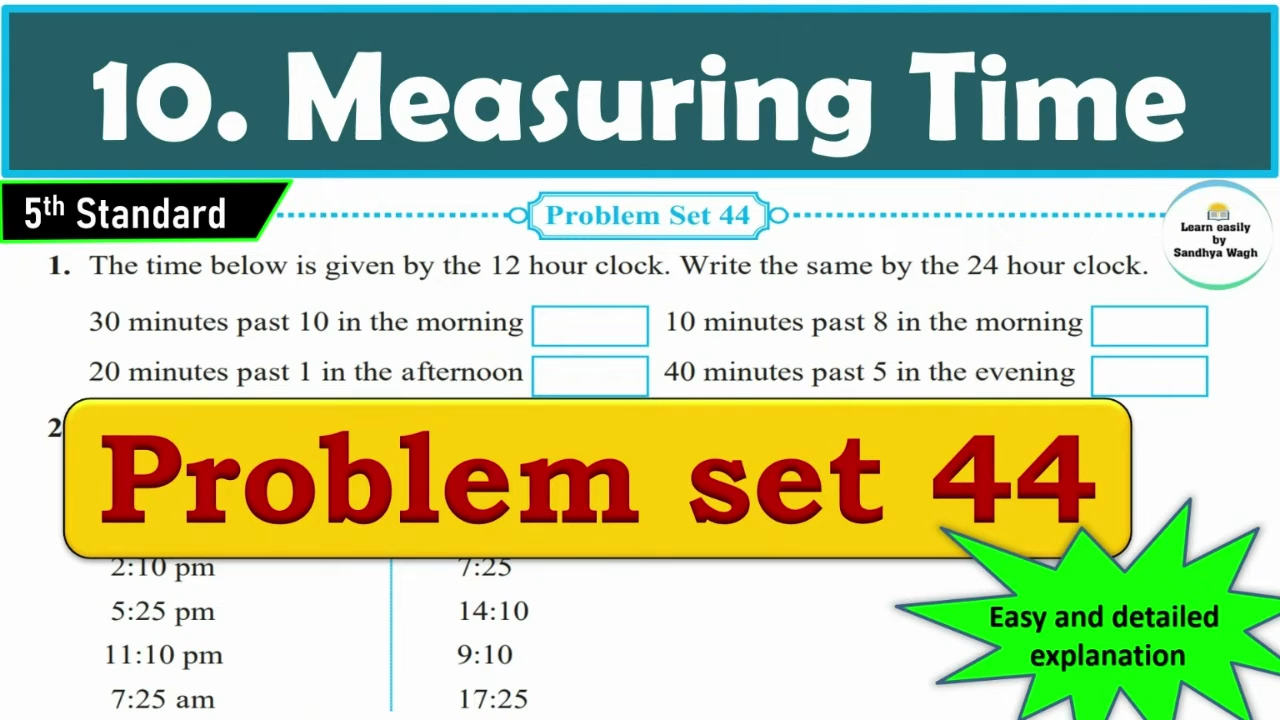 10. Measuring Time
5th Standard
Problem Set 44
Learn easily
by
Sandhya Wagh
1. The time below is given by the 12 hour clock. Write the same by the 24 hour clock.
30 minutes past 10 in the morning
10 minutes past 8 in the morning
20 minutes past 1 in the afternoon
40 minutes past 5 in the evening
2
Problem set 44
2:10 pm
7:25
5:25 pm
14:10
11:10 pm
9:10
7:25 am
17:25
Easy and detailed
explanation